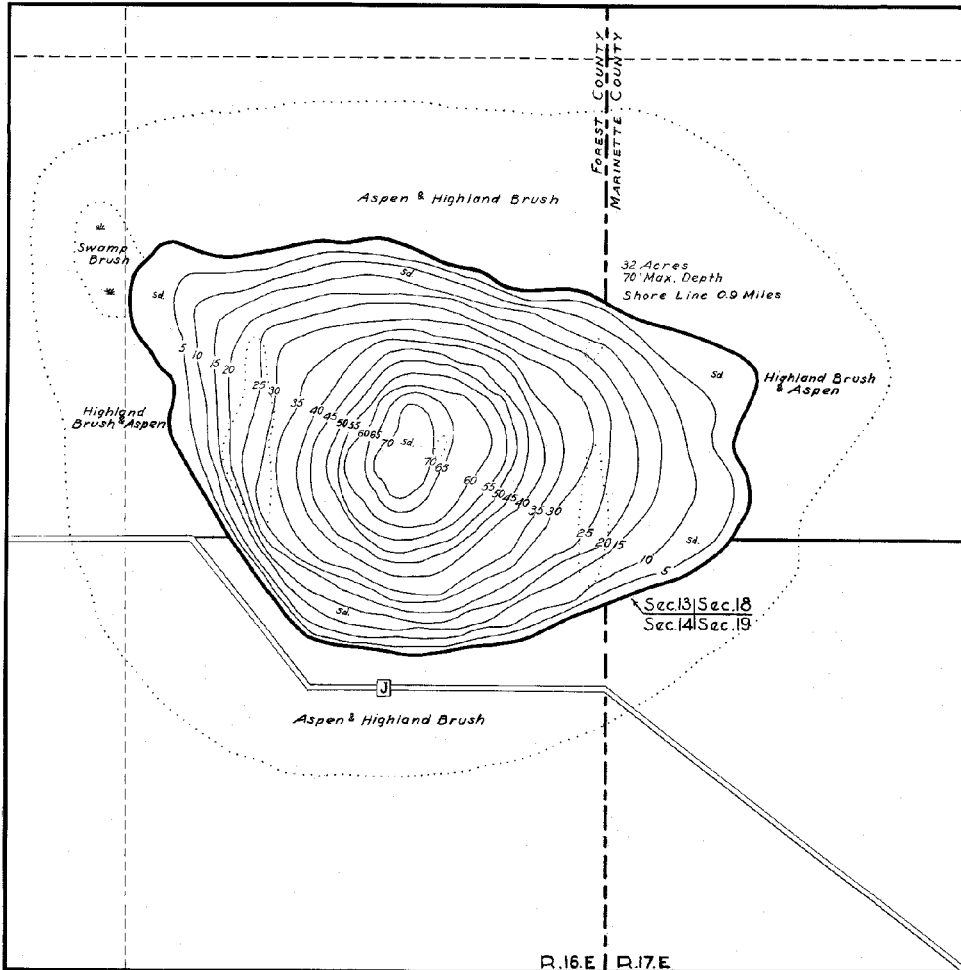 FOREST COUNTY
MARINETTE COUNTY
Aspen & Highland Brush
Swamp
Brush
32 Acres
70' Max. Depth
Shore Line 0.9 Miles
Sd.
Sd.
Sd.
Highland Brush
& Aspen
5 10 15 20 25 30 35 40 45 50 55 60 65 70
Highland
Brush & Aspen
Sd.
70 65 60 55 50 45 40 35 30 25 20 15 10 5
Sd.
Sd.
Sec.13 Sec.18
Sec.14 Sec.19
J
Aspen & Highland Brush
R.16.E R.17.E